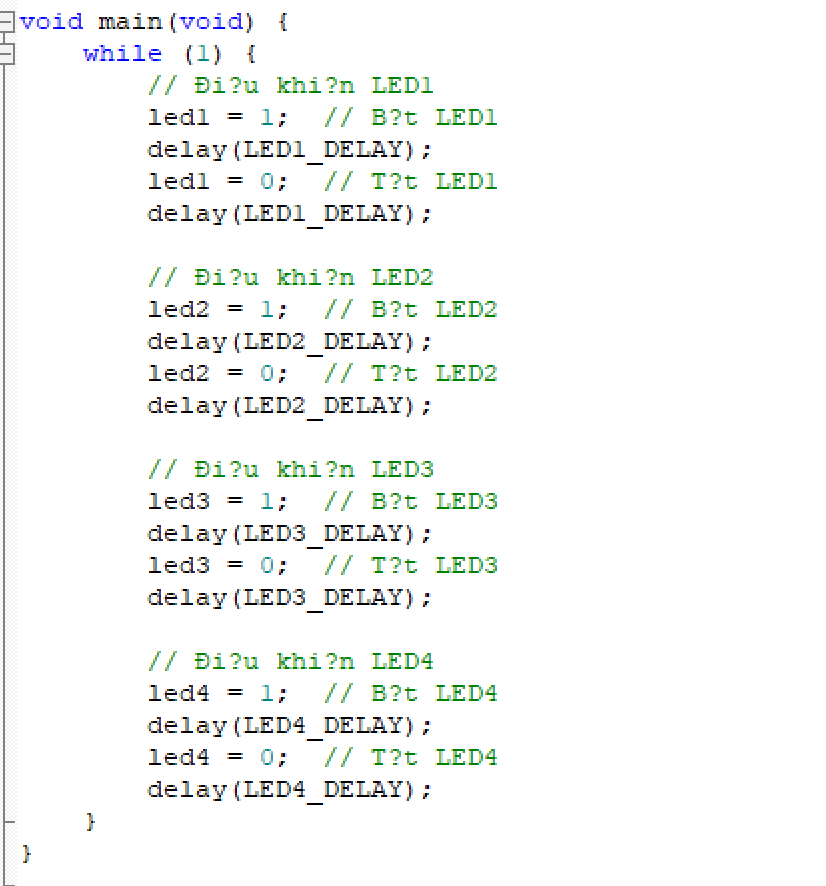 void main(void) {
while (1) {
// Đi?u khi?n LED1
led1 = 1;  // B?t LED1
delay(LED1_DELAY);
led1 = 0;  // T?t LED1
delay(LED1_DELAY);
// Đi?u khi?n LED2
led2 = 1;  // B?t LED2
delay(LED2_DELAY);
led2 = 0;  // T?t LED2
delay(LED2_DELAY);
// Đi?u khi?n LED3
led3 = 1;  // B?t LED3
delay(LED3_DELAY);
led3 = 0;  // T?t LED3
delay(LED3_DELAY);
// Đi?u khi?n LED4
led4 = 1;  // B?t LED4
delay(LED4_DELAY);
led4 = 0;  // T?t LED4
delay(LED4_DELAY);
}
}